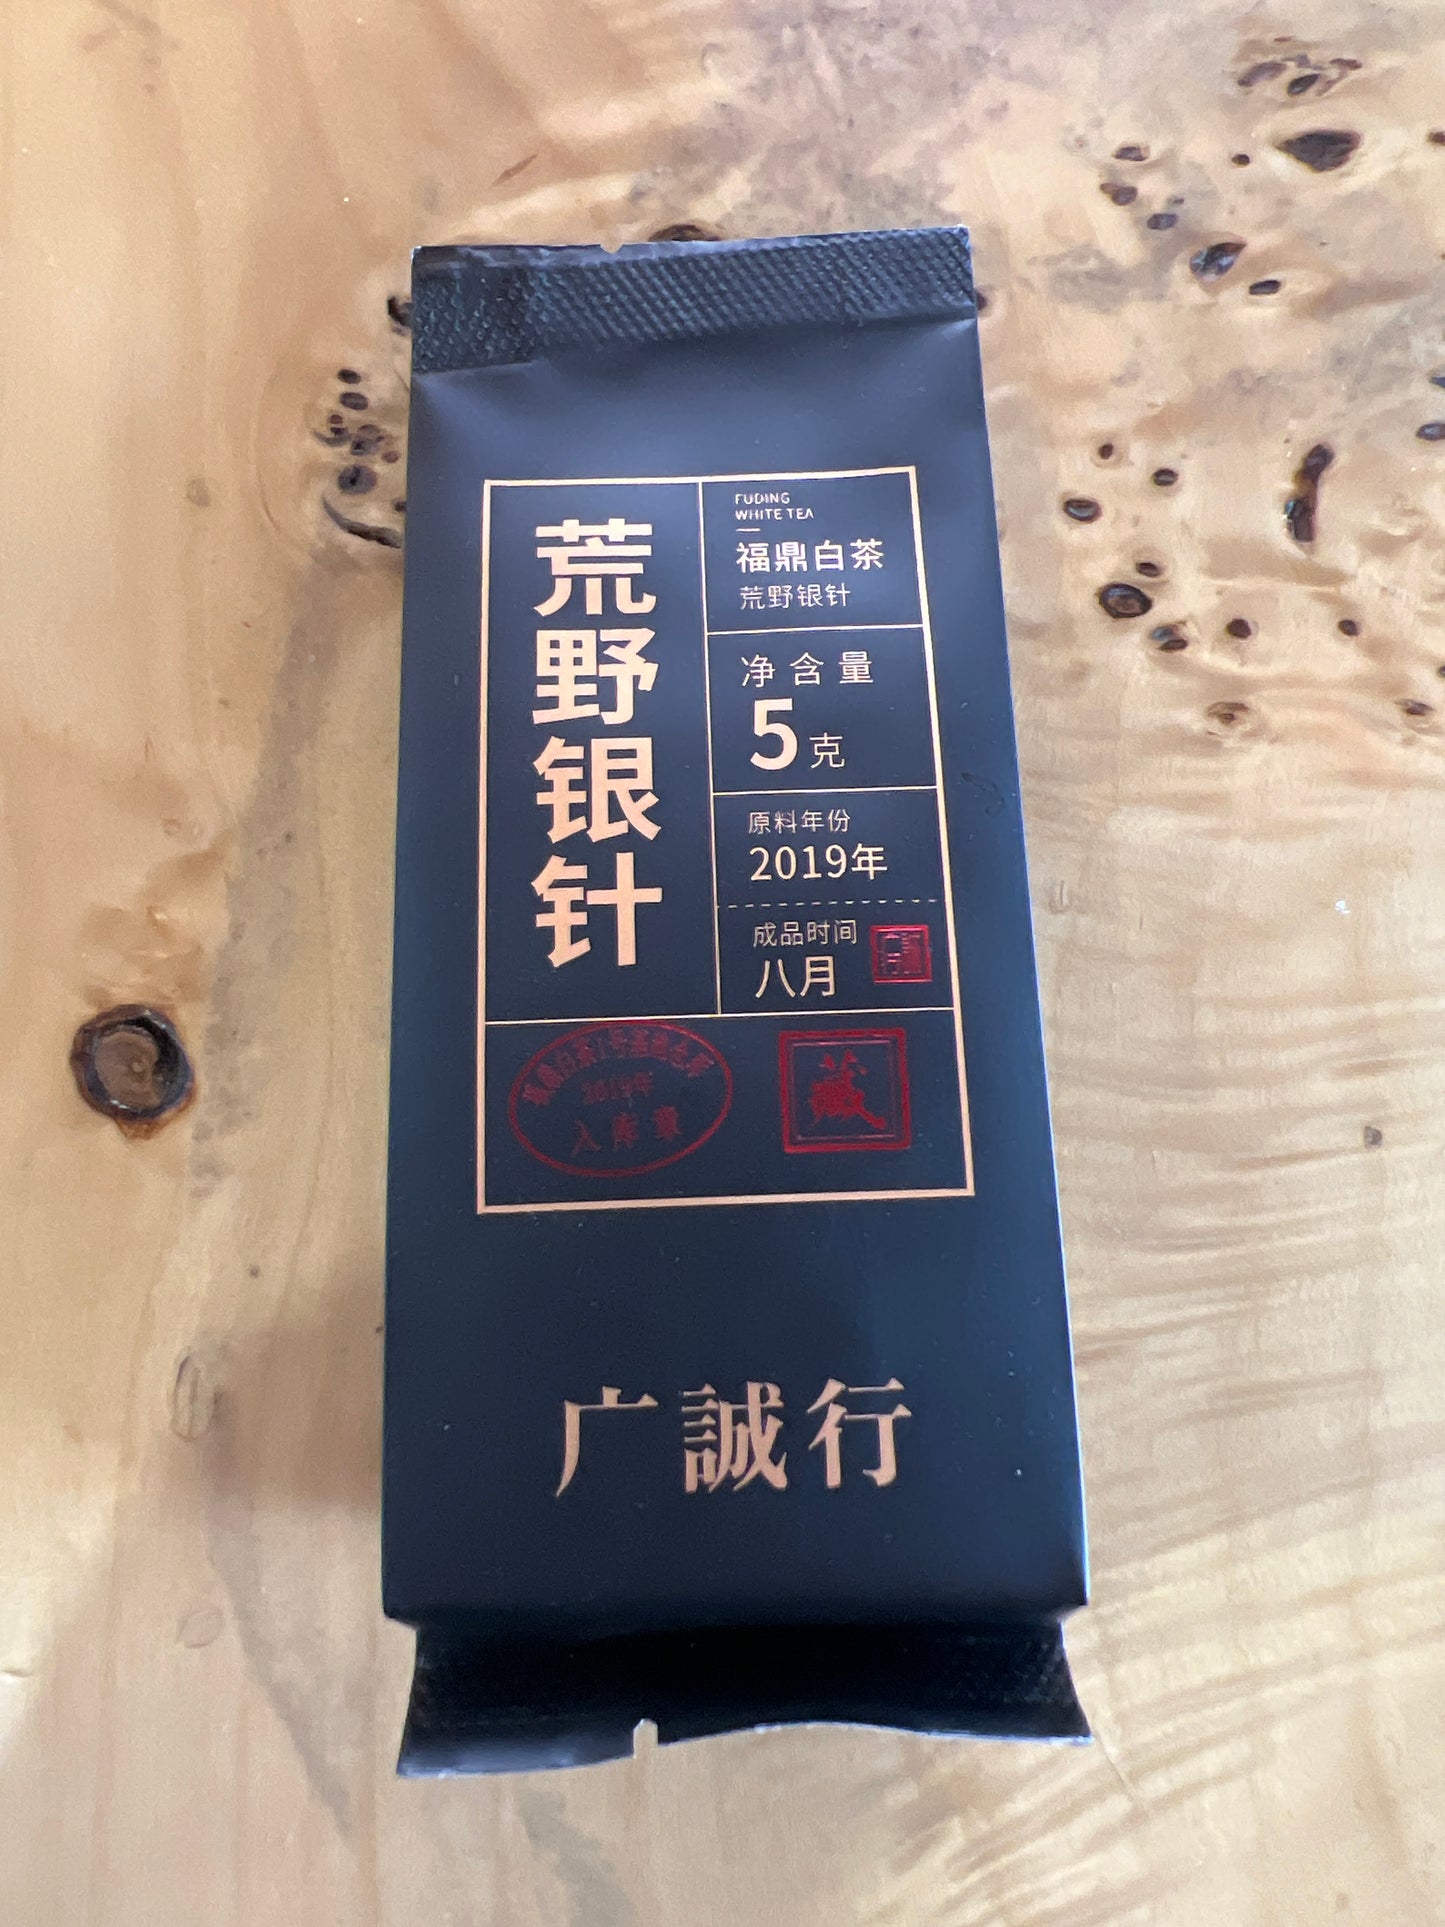 荒野银针
FUDING
WHITE TEA
福鼎白茶
荒野银针
净含量
5克
原料年份
2019年
成品时间
八月
2019年
入库章
藏
广誠行